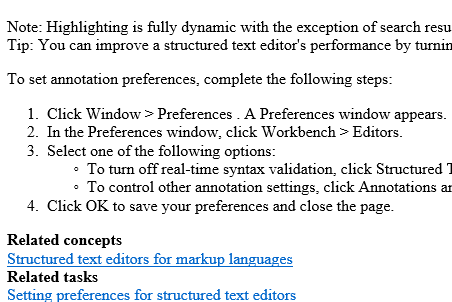 Note: Highlighting is fully dynamic with the exception of search resu
Tip: You can improve a structured text editor's performance by turnin
To set annotation preferences, complete the following steps:
1. Click Window > Preferences . A Preferences window appears.
2. In the Preferences window, click Workbench > Editors.
3. Select one of the following options:
◦ To turn off real-time syntax validation, click Structured T
◦ To control other annotation settings, click Annotations ar
4. Click OK to save your preferences and close the page.
Related concepts
Structured text editors for markup languages
Related tasks
Setting preferences for structured text editors